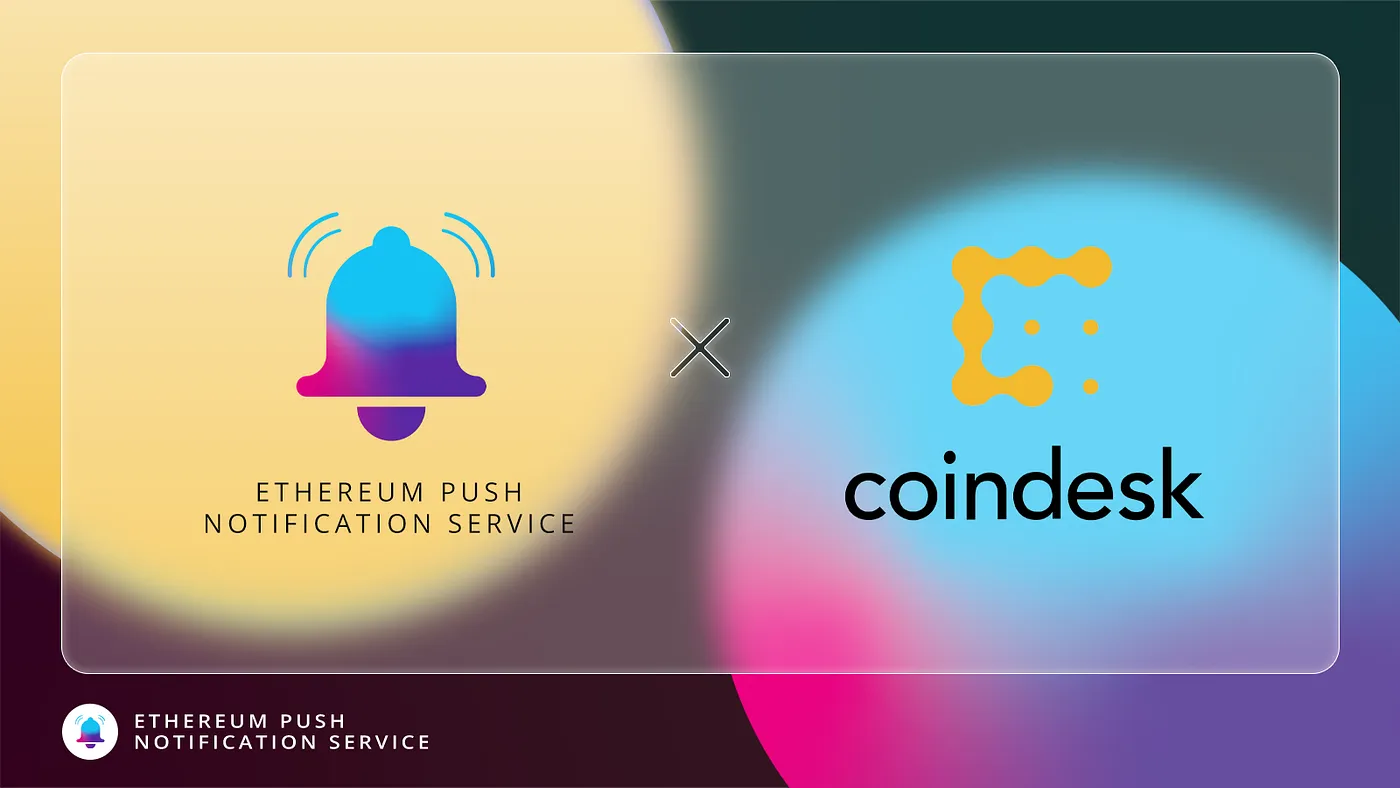 ETHEREUM PUSH
NOTIFICATION SERVICE
coindesk
ETHEREUM PUSH
NOTIFICATION SERVICE